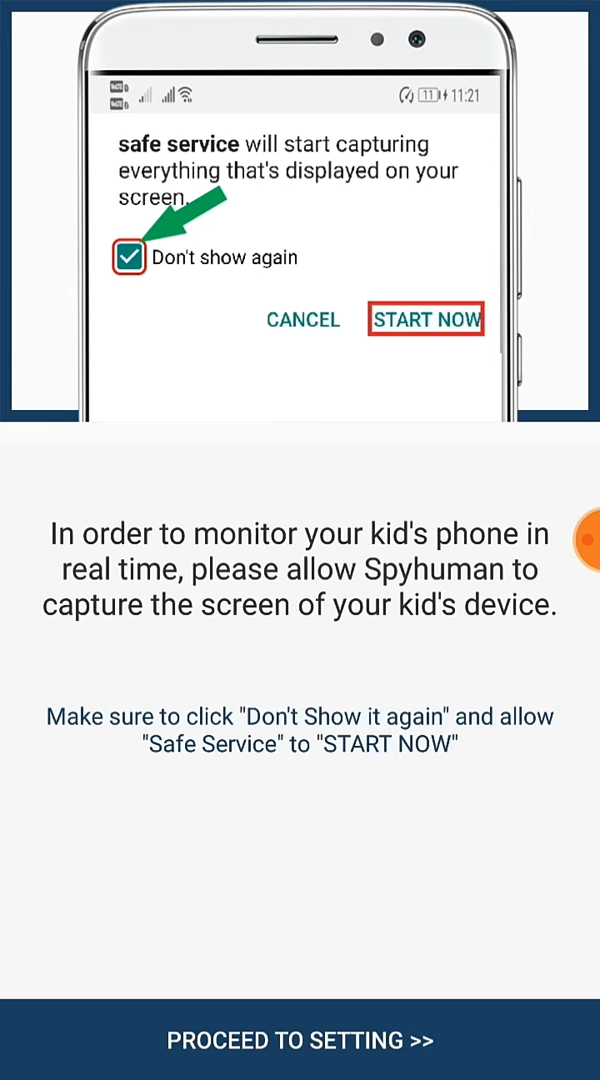 11 11:21
safe service will start capturing
everything that's displayed on your
screen.
Don't show again
CANCEL START NOW
In order to monitor your kid's phone in
real time, please allow Spyhuman to
capture the screen of your kid's device.
Make sure to click "Don't Show it again" and allow
"Safe Service" to "START NOW"
PROCEED TO SETTING >>